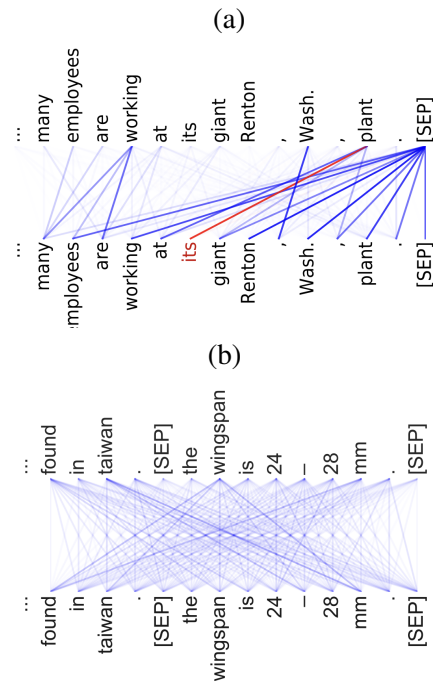 (a)
... many employees are working at its giant Renton , Wash. , plant . [SEP]
... many employees are working at its giant Renton , Wash. , plant . [SEP]
(b)
... found in taiwan . [SEP] the wingspan is 24 – 28 mm . [SEP]
... found in taiwan . [SEP] the wingspan is 24 – 28 mm . [SEP]